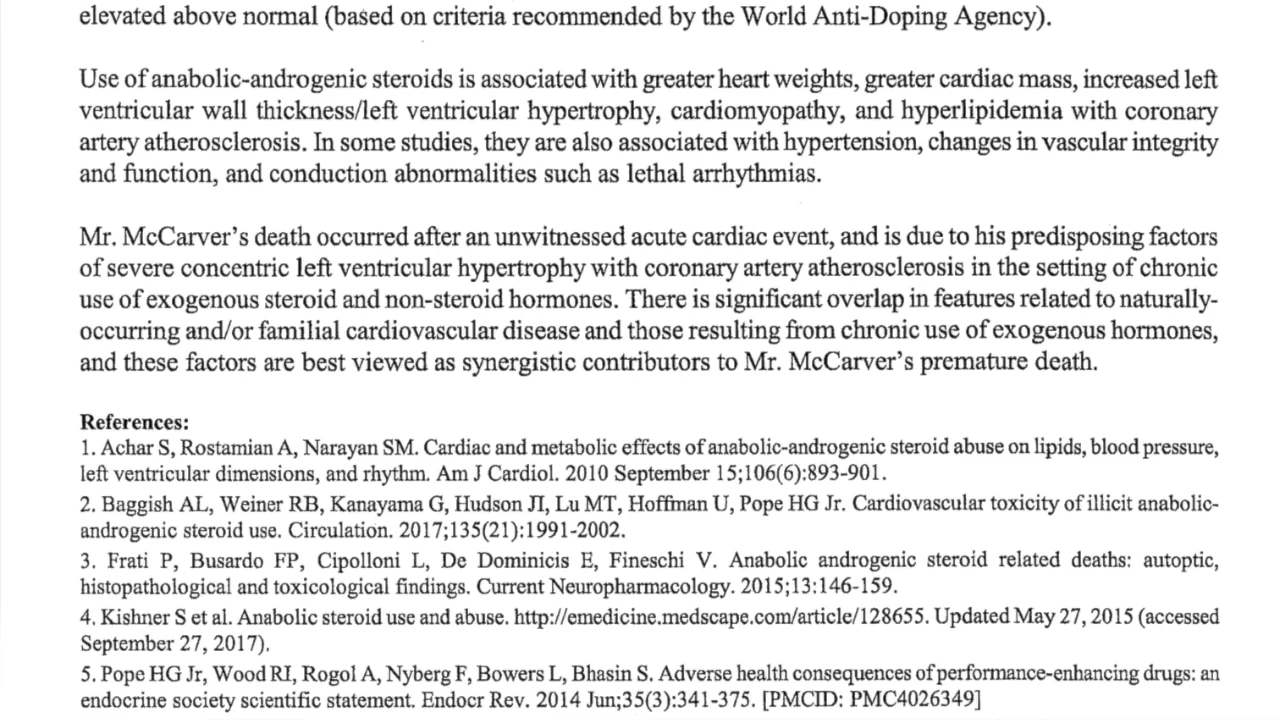 elevated above normal (based on criteria recommended by the World Anti-Doping Agency).
Use of anabolic-androgenic steroids is associated with greater heart weights, greater cardiac mass, increased left
ventricular wall thickness/left ventricular hypertrophy, cardiomyopathy, and hyperlipidemia with coronary
artery atherosclerosis. In some studies, they are also associated with hypertension, changes in vascular integrity
and function, and conduction abnormalities such as lethal arrhythmias.
Mr. McCarver's death occurred after an unwitnessed acute cardiac event, and is due to his predisposing factors
of severe concentric left ventricular hypertrophy with coronary artery atherosclerosis in the setting of chronic
use of exogenous steroid and non-steroid hormones. There is significant overlap in features related to naturally-
occurring and/or familial cardiovascular disease and those resulting from chronic use of exogenous hormones,
and these factors are best viewed as synergistic contributors to Mr. McCarver's premature death.
References:
1. Achar S, Rostamian A, Narayan SM. Cardiac and metabolic effects of anabolic-androgenic steroid abuse on lipids, blood pressure,
left ventricular dimensions, and rhythm. Am J Cardiol. 2010 September 15;106(6):893-901.
2. Baggish AL, Weiner RB, Kanayama G, Hudson JI, Lu MT, Hoffman U, Pope HG Jr. Cardiovascular toxicity of illicit anabolic-
androgenic steroid use. Circulation. 2017;135(21):1991-2002.
3. Frati P, Busardo FP, Cipolloni L, De Dominicis E, Fineschi V. Anabolic androgenic steroid related deaths: autoptic,
histopathological and toxicological findings. Current Neuropharmacology. 2015;13:146-159.
4. Kishner S et al. Anabolic steroid use and abuse. http://emedicine.medscape.com/article/128655. Updated May 27, 2015 (accessed
September 27, 2017).
5. Pope HG Jr, Wood RI, Rogol A, Nyberg F, Bowers L, Bhasin S. Adverse health consequences of performance-enhancing drugs: an
endocrine society scientific statement. Endocr Rev. 2014 Jun;35(3):341-375. [PMCID: PMC4026349]